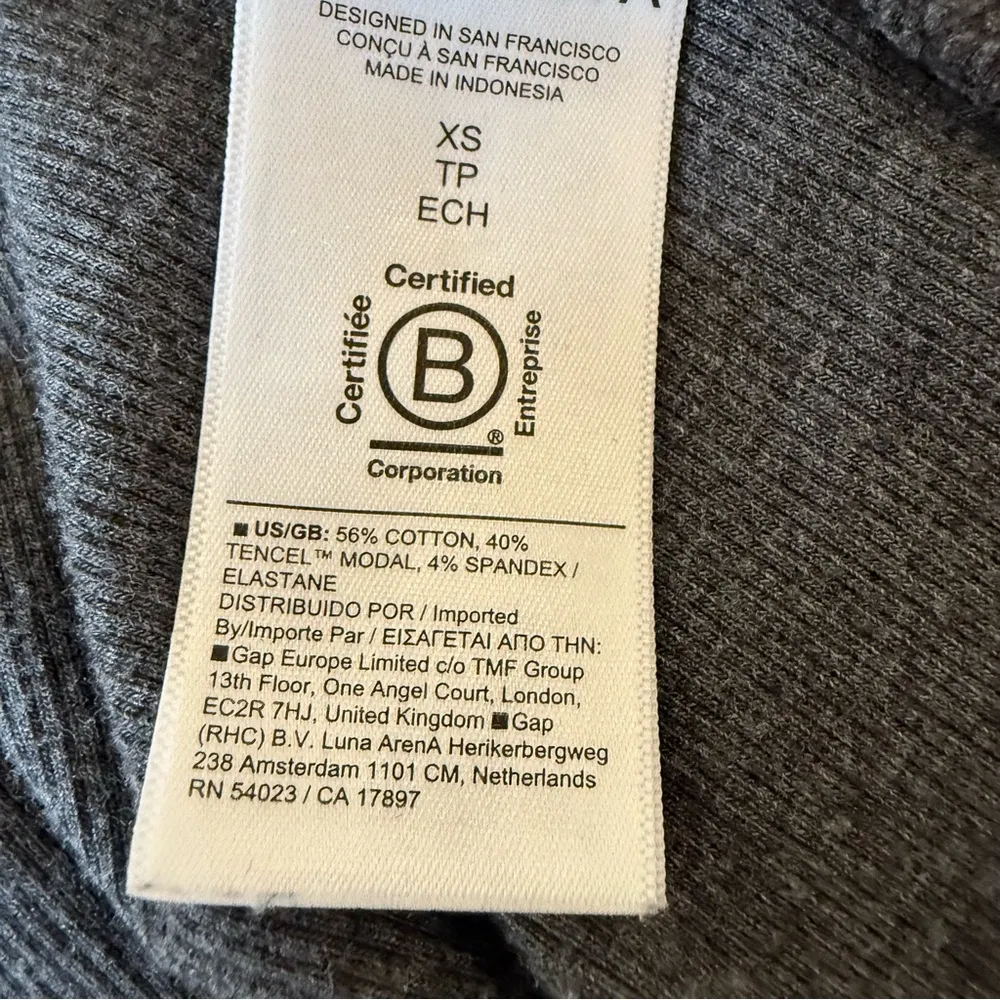 DESIGNED IN SAN FRANCISCO
CONÇU À SAN FRANCISCO
MADE IN INDONESIA
XS
TP
ECH
Certified
Certifiée
B
Entreprise
®
Corporation
US/GB: 56% COTTON, 40%
TENCEL™ MODAL, 4% SPANDEX /
ELASTANE
DISTRIBUIDO POR / Imported
By/Importe Par / ΕΙΣΑΓΕΤΑΙ ΑΠΟ ΤΗΝ:
Gap Europe Limited c/o TMF Group
13th Floor, One Angel Court, London,
EC2R 7HJ, United Kingdom Gap
(RHC) B.V. Luna ArenA Herikerbergweg
238 Amsterdam 1101 CM, Netherlands
RN 54023 / CA 17897